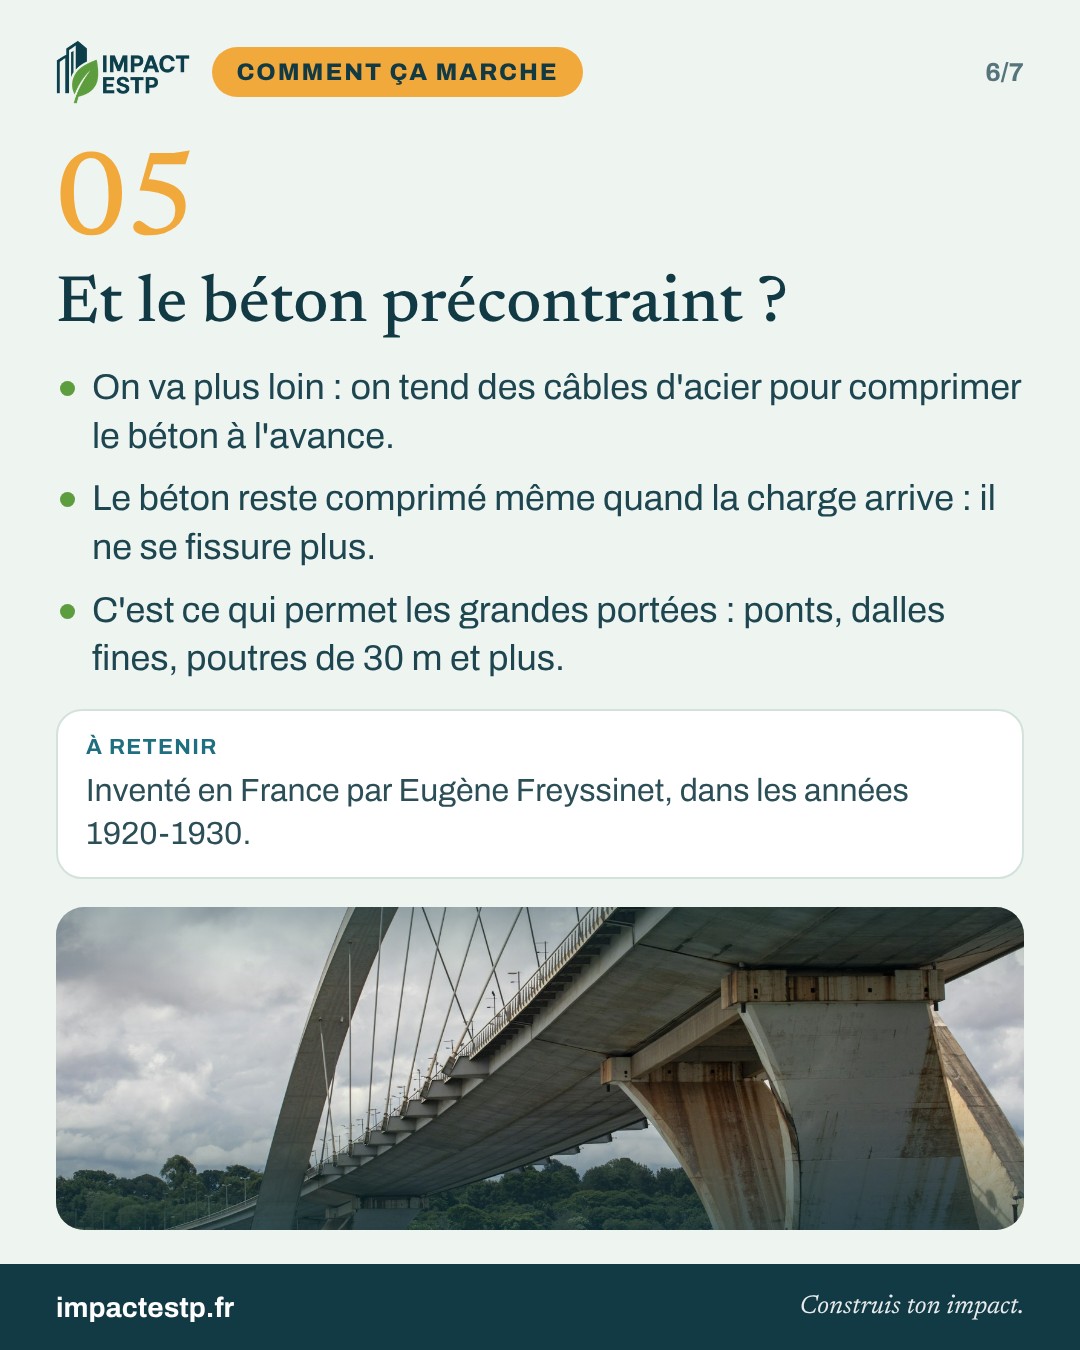 IMPACT
ESTP
COMMENT ÇA MARCHE
6/7
05
Et le béton précontraint ?
On va plus loin : on tend des câbles d'acier pour comprimer
le béton à l'avance.
Le béton reste comprimé même quand la charge arrive : il
ne se fissure plus.
C'est ce qui permet les grandes portées : ponts, dalles
fines, poutres de 30 m et plus.
À RETENIR
Inventé en France par Eugène Freyssinet, dans les années
1920-1930.
impactestp.fr
Construis ton impact.